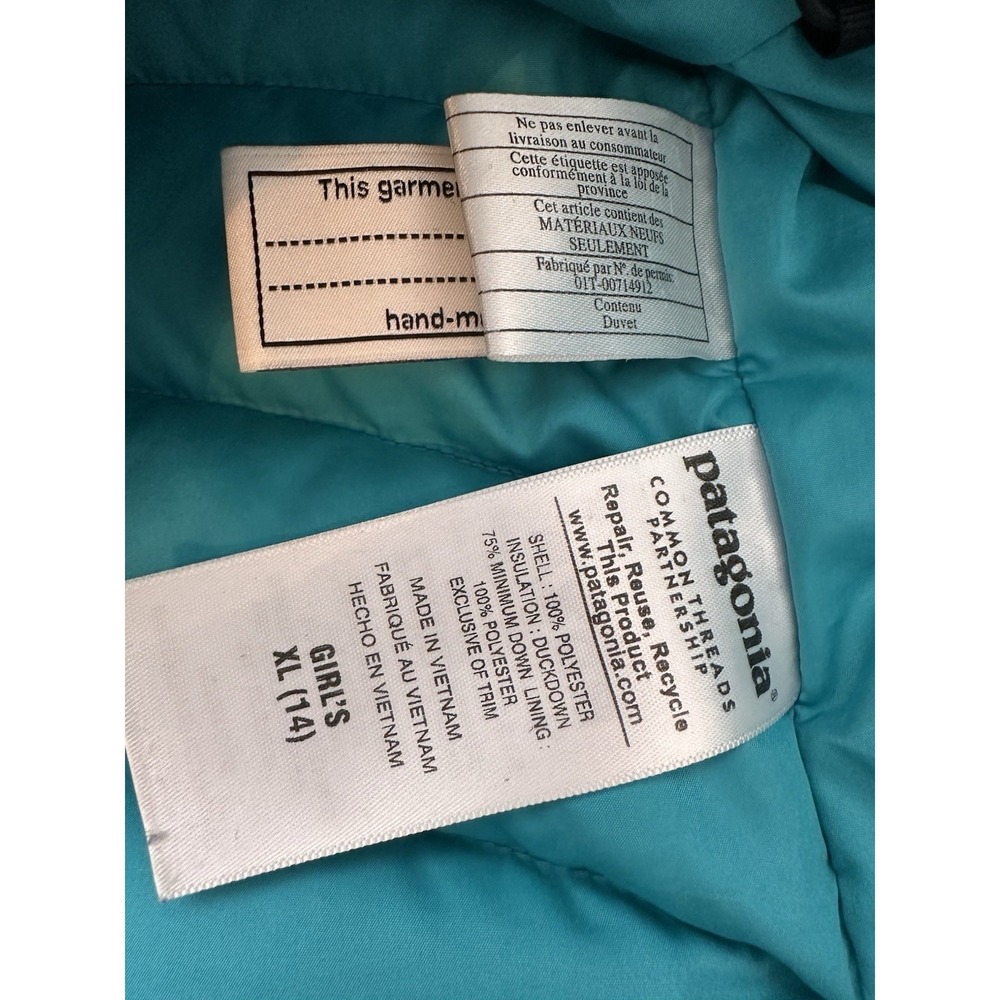 This garme
hand-m
Ne pas enlever avant la
livraison au consommateur
Cette étiquette est apposée
conformément à la loi de la
province
Cet article contient des
MATÉRIAUX NEUFS
SEULEMENT
Fabriqué par Nº. de permis:
01T-00714912
Contenu
Duvet
patagonia®
COMMON THREADS
PARTNERSHIP
Repair, Reuse, Recycle
This Product
www.patagonia.com
SHELL : 100% POLYESTER
INSULATION : DUCKDOWN
75% MINIMUM DOWN LINING :
100% POLYESTER
EXCLUSIVE OF TRIM
MADE IN VIETNAM
FABRIQUÉ AU VIETNAM
HECHO EN VIETNAM
GIRL'S
XL (14)